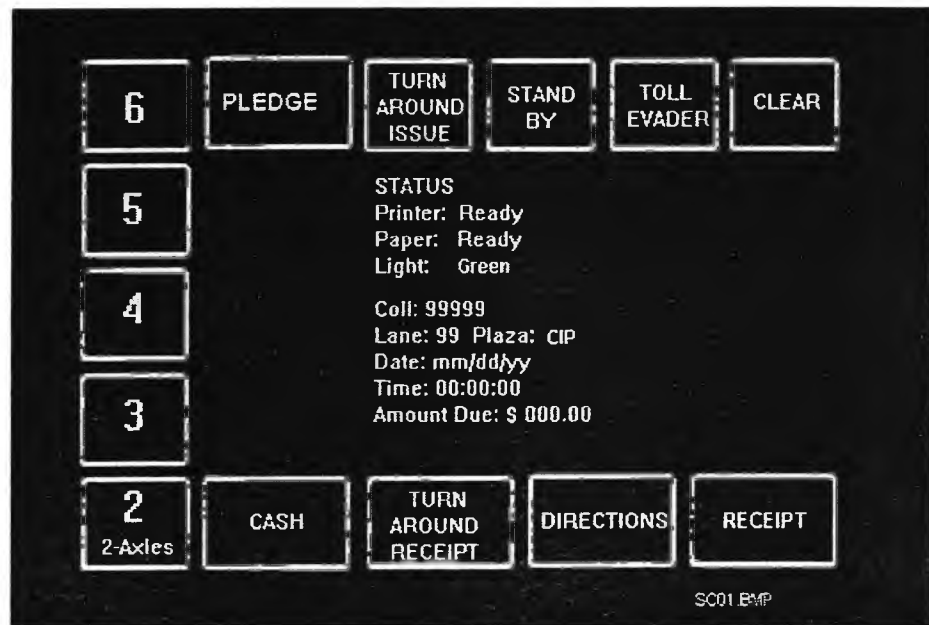 6
PLEDGE
TURN
AROUND
ISSUE
STAND
BY
TOLL
EVADER
CLEAR
5
4
3
STATUS
Printer: Ready
Paper: Ready
Light: Green
Coll: 99999
Lane: 99 Plaza: CIP
Date: mm/dd/yy
Time: 00:00:00
Amount Due: $ 000.00
2
2-Axles
CASH
TURN
AROUND
RECEIPT
DIRECTIONS
RECEIPT
SC01.BMP